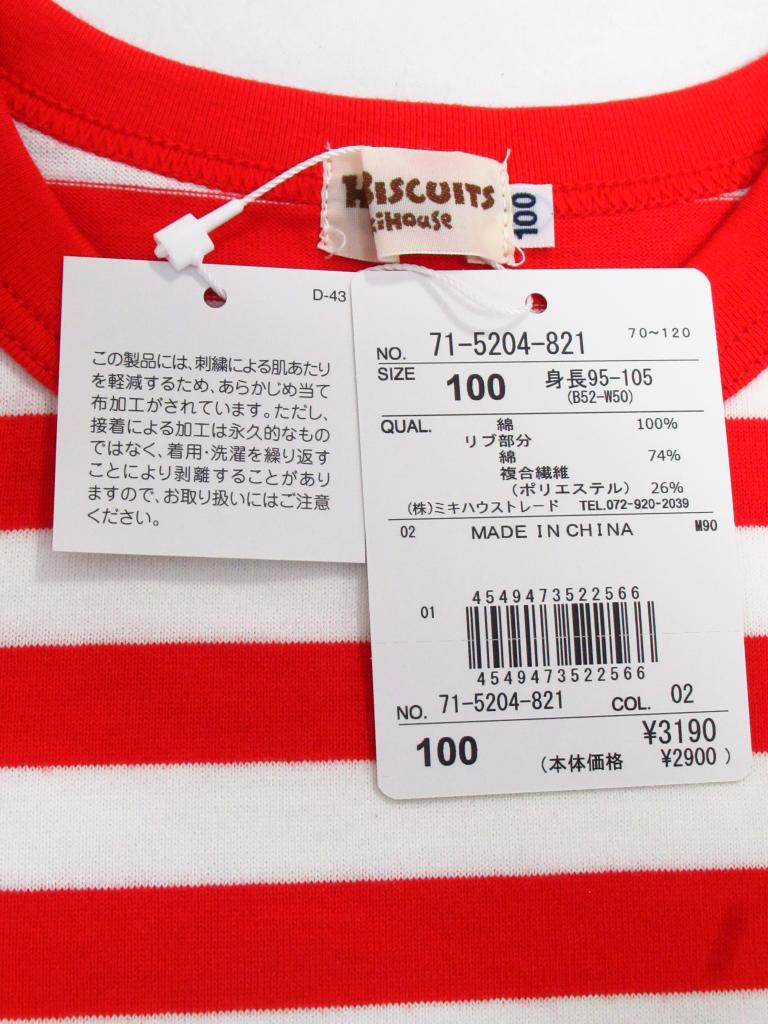 BISCUITS
kiHouse
100
D-43
この製品には、刺繍による肌あたり
を軽減するため、あらかじめ当て
布加工がされています。ただし、
接着による加工は永久的なもの
ではなく、着用・洗濯を繰り返す
ことにより剥離することがあり
ますので、お取り扱いにはご注意
ください。
NO. 71-5204-821 70~120
SIZE 100 身長95-105
(B52-W50)
QUAL. 綿 100%
リブ部分
綿 74%
複合繊維
(ポリエステル) 26%
(株)ミキハウストレード TEL.072-920-2039
02 MADE IN CHINA M90
4549473522566
01
4549473522566
NO. 71-5204-821 COL. 02
100 ¥3190
(本体価格 ¥2900)